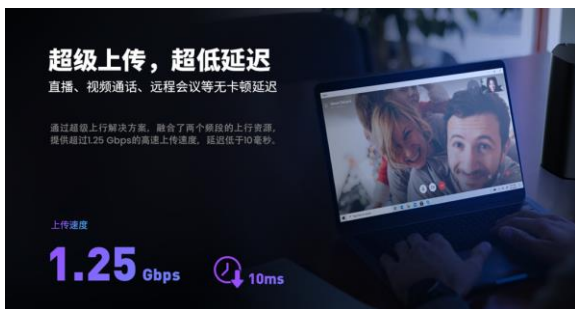 超级上传，超低延迟
直播、视频通话、远程会议等无卡顿延迟
通过超级上行解决方案，融合了两个频段的上行资源，
提供超过1.25 Gbps的高速上传速度，延迟低于10毫秒。
上传速度
1.25 Gbps
10ms